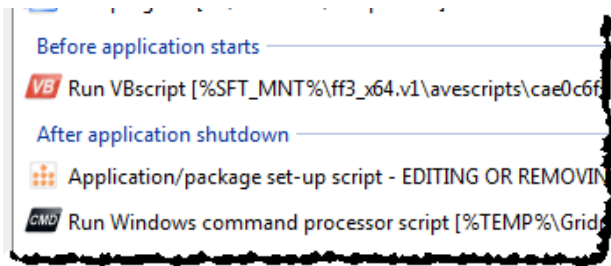 Before application starts
VB Run VBscript [%SFT_MNT%\ff3_x64.v1\avescripts\cae0c6f
After application shutdown
Application/package set-up script - EDITING OR REMOVIN
CMD Run Windows command processor script [%TEMP%\Grid